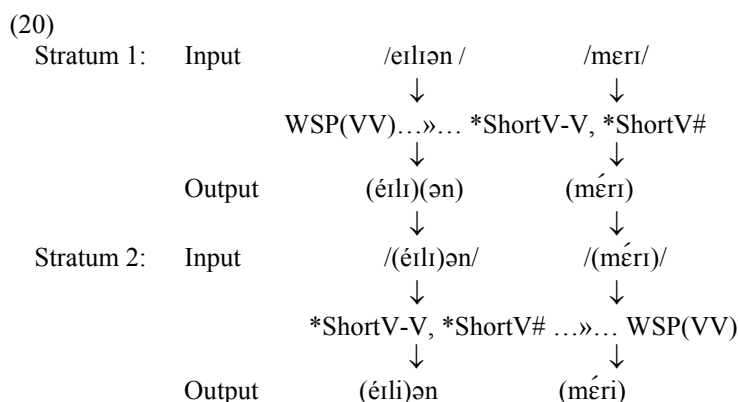 (20)
Stratum 1: Input /eɪlɪən / /mɛrɪ/
↓ ↓
WSP(VV)…»… *ShortV-V, *ShortV#
↓ ↓
Output (éɪlɪ)(ən) (mɛ́rɪ)
↓ ↓
Stratum 2: Input /(éɪlɪ)ən/ /(mɛ́rɪ)/
↓ ↓
*ShortV-V, *ShortV# …»… WSP(VV)
↓ ↓
Output (éɪli)ən (mɛ́ri)